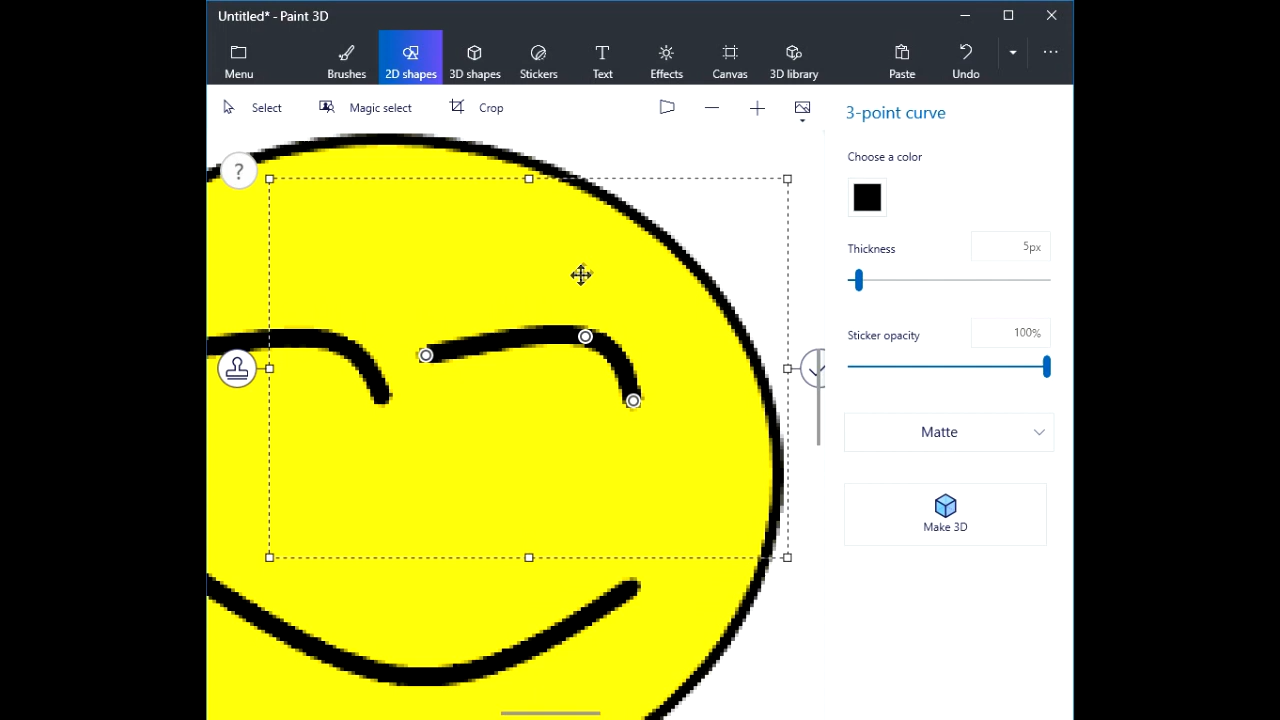 Untitled* - Paint 3D
Menu
Brushes
2D shapes
3D shapes
Stickers
Text
Effects
Canvas
3D library
Paste
Undo
Select
Magic select
Crop
3-point curve
?
Choose a color
Thickness
5px
Sticker opacity
100%
Matte
Make 3D